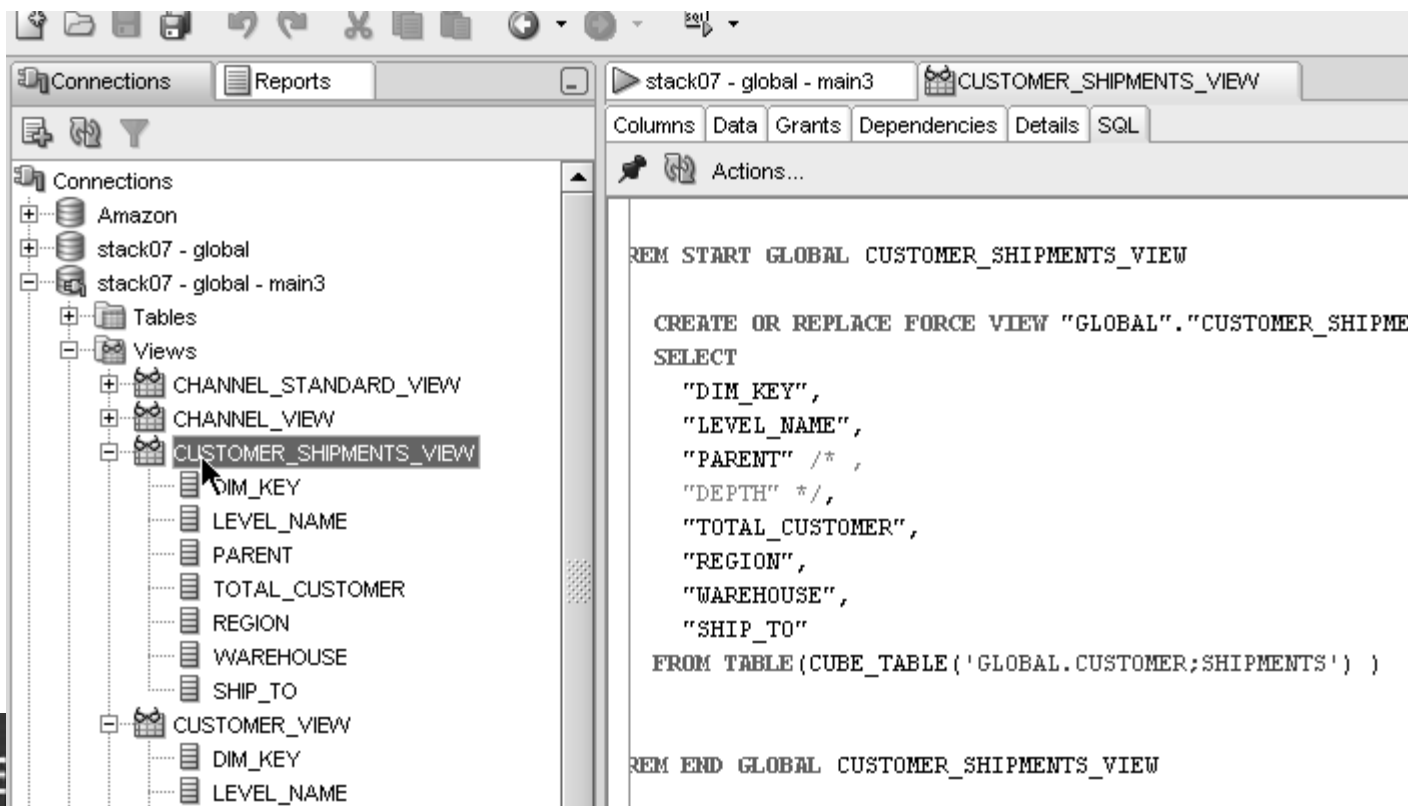 Connections Reports
Connections
Amazon
stack07 - global
stack07 - global - main3
Tables
Views
CHANNEL_STANDARD_VIEW
CHANNEL_VIEW
CUSTOMER_SHIPMENTS_VIEW
DIM_KEY
LEVEL_NAME
PARENT
TOTAL_CUSTOMER
REGION
WAREHOUSE
SHIP_TO
CUSTOMER_VIEW
DIM_KEY
LEVEL_NAME
stack07 - global - main3 CUSTOMER_SHIPMENTS_VIEW
Columns Data Grants Dependencies Details SQL
Actions...
REM START GLOBAL CUSTOMER_SHIPMENTS_VIEW
CREATE OR REPLACE FORCE VIEW "GLOBAL"."CUSTOMER_SHIPME
SELECT
"DIM_KEY",
"LEVEL_NAME",
"PARENT" /* ,
"DEPTH" */,
"TOTAL_CUSTOMER",
"REGION",
"WAREHOUSE",
"SHIP_TO"
FROM TABLE(CUBE_TABLE('GLOBAL.CUSTOMER;SHIPMENTS') )
REM END GLOBAL CUSTOMER_SHIPMENTS_VIEW